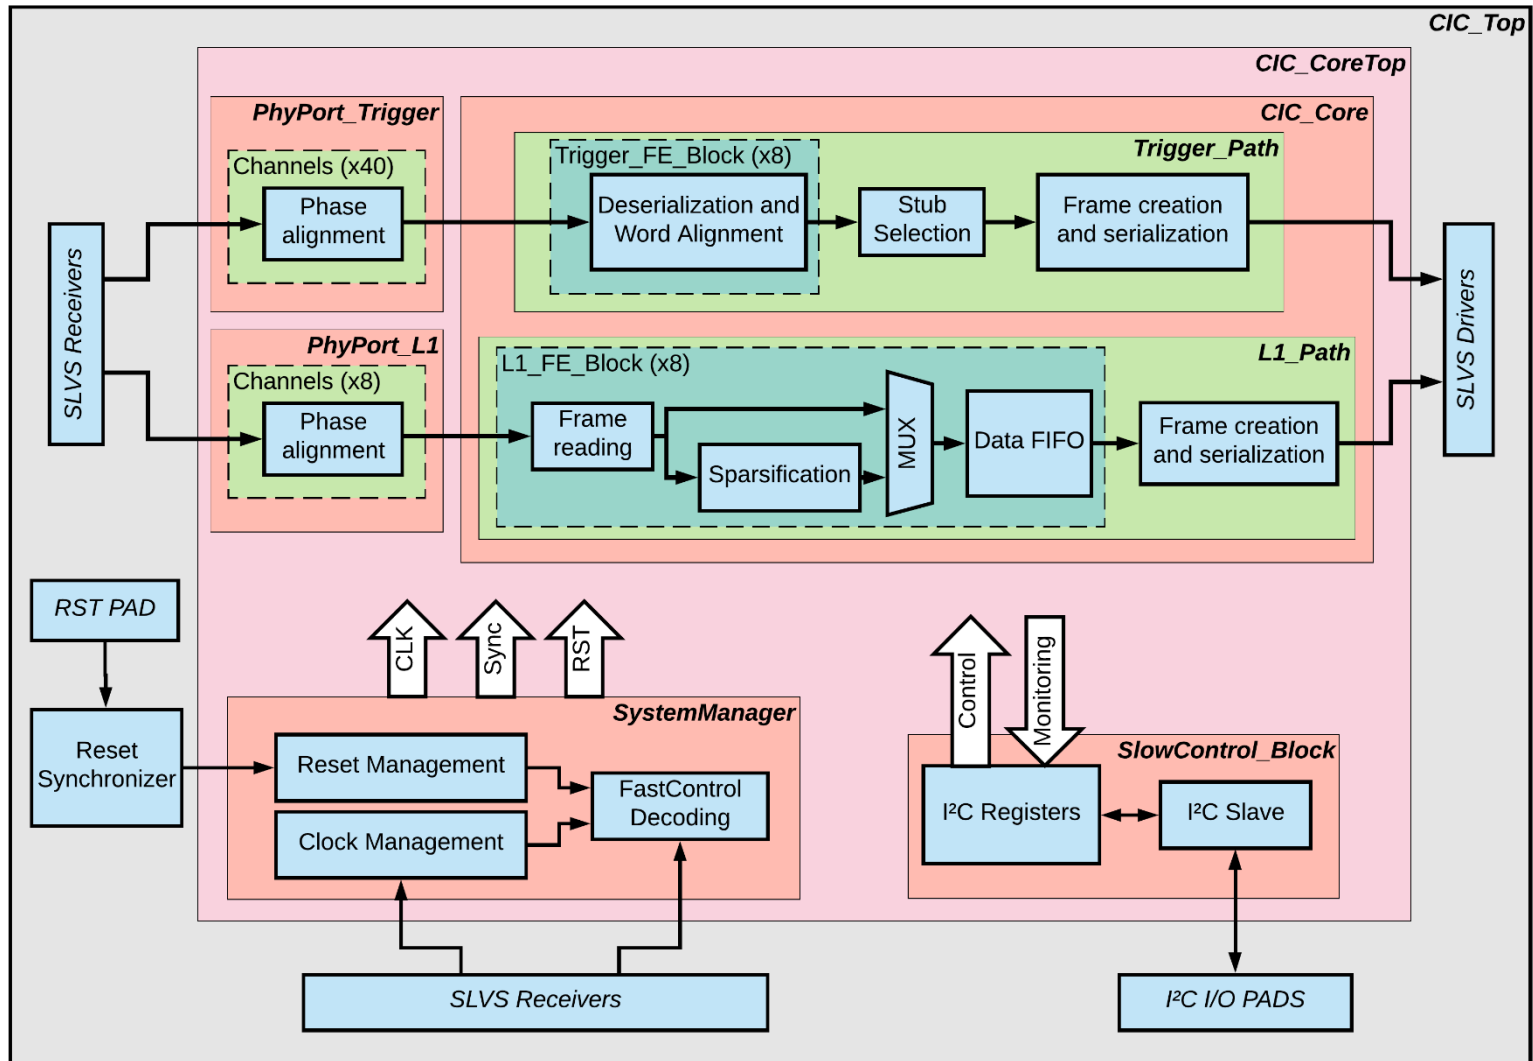 CIC_Top
CIC_CoreTop
PhyPort_Trigger
Channels (x40)
Phase
alignment
CIC_Core
Trigger_Path
Trigger_FE_Block (x8)
Deserialization and
Word Alignment
Stub
Selection
Frame creation
and serialization
SLVS Receivers
SLVS Drivers
PhyPort_L1
Channels (x8)
Phase
alignment
L1_Path
L1_FE_Block (x8)
Frame
reading
Sparsification
MUX
Data FIFO
Frame creation
and serialization
RST PAD
Reset
Synchronizer
CLK
Sync
RST
SystemManager
Reset Management
Clock Management
FastControl
Decoding
Control
Monitoring
SlowControl_Block
I²C Registers
I²C Slave
SLVS Receivers
I²C I/O PADS